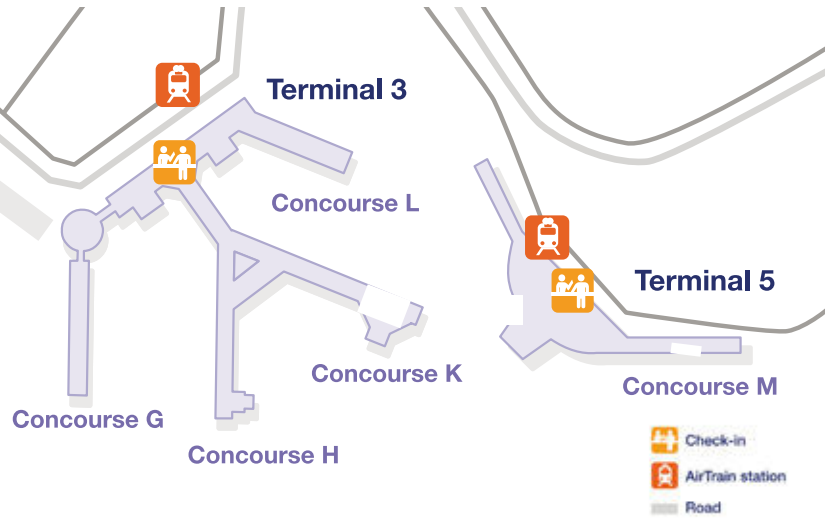 Terminal 3
Concourse L
Terminal 5
Concourse K
Concourse M
Concourse G
Concourse H
Check-in
AirTrain station
Road